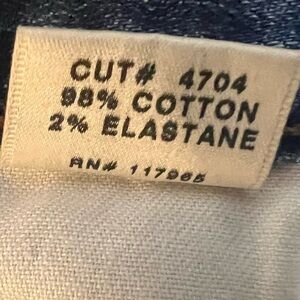 CUT# 4704
98% COTTON
2% ELASTANE
RN# 117965